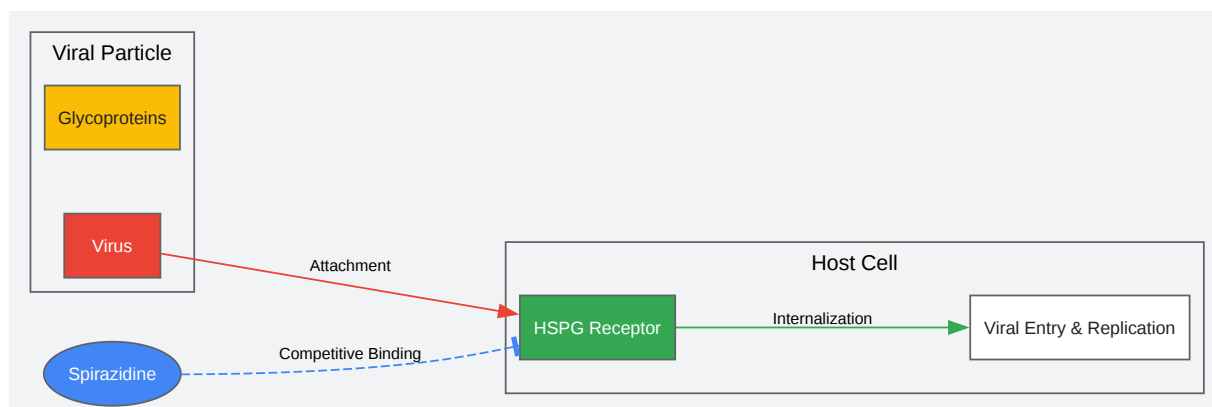 Viral Particle
Glycoproteins
Virus
Attachment
Host Cell
HSPG Receptor
Internalization
Viral Entry & Replication
Competitive Binding
Spirazidine